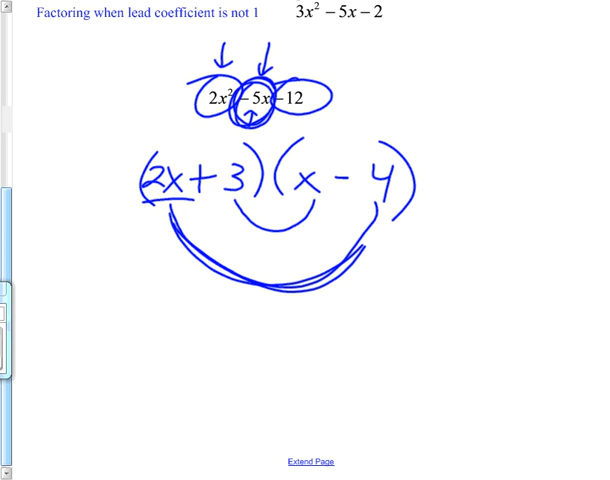 Factoring when lead coefficient is not 1 3x² − 5x − 2
2x² − 5x − 12
(2x + 3)(x − 4)
Extend Page